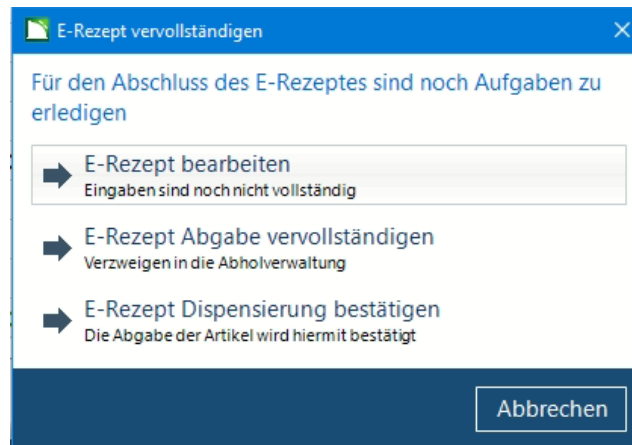 E-Rezept vervollständigen
Für den Abschluss des E-Rezeptes sind noch Aufgaben zu
erledigen
E-Rezept bearbeiten
Eingaben sind noch nicht vollständig
E-Rezept Abgabe vervollständigen
Verzweigen in die Abholverwaltung
E-Rezept Dispensierung bestätigen
Die Abgabe der Artikel wird hiermit bestätigt
Abbrechen